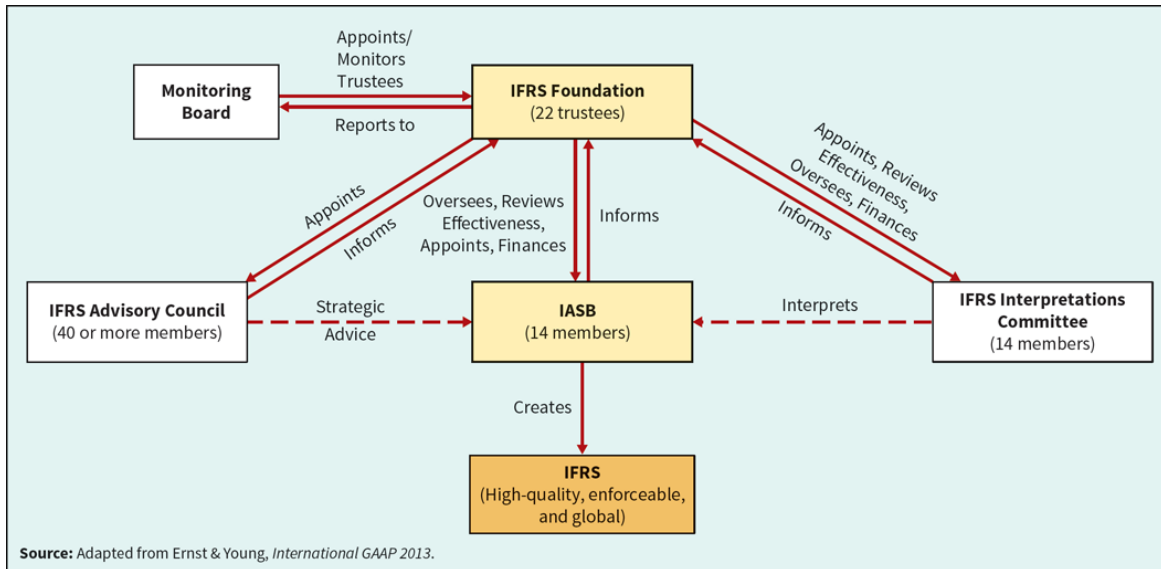 Appoints/
Monitors
Trustees
Monitoring
Board
IFRS Foundation
(22 trustees)
Reports to
Appoints
Informs
Oversees, Reviews
Effectiveness,
Appoints, Finances
Informs
Appoints, Reviews
Effectiveness,
Oversees, Finances
Informs
IFRS Advisory Council
(40 or more members)
Strategic
Advice
IASB
(14 members)
Interprets
IFRS Interpretations
Committee
(14 members)
Creates
IFRS
(High-quality, enforceable,
and global)
Source: Adapted from Ernst & Young, International GAAP 2013.